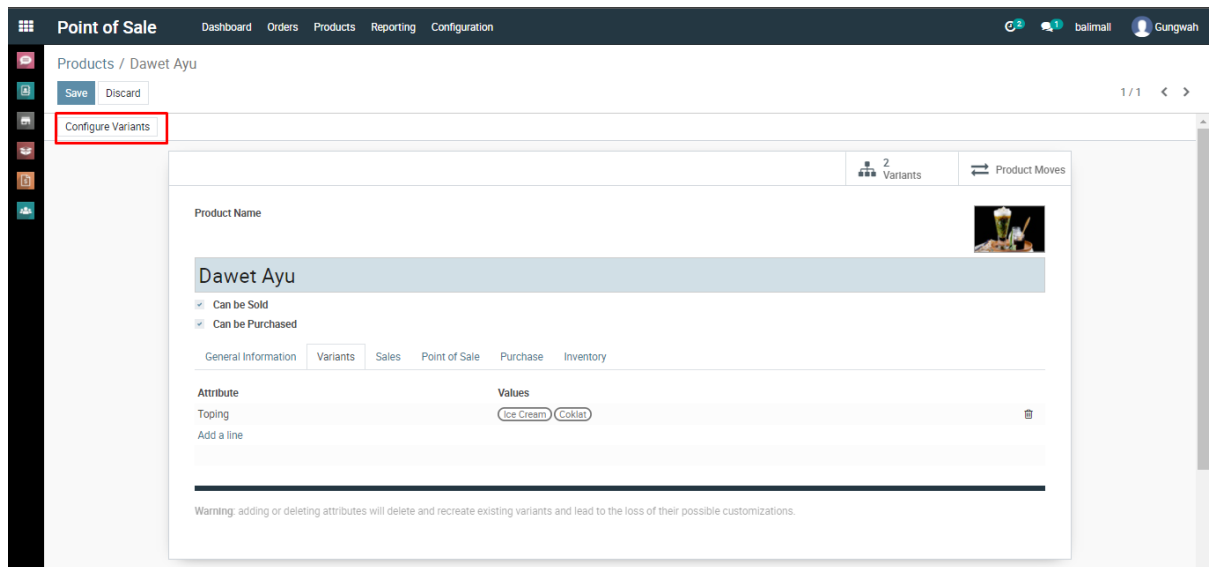 Point of Sale Dashboard Orders Products Reporting Configuration 2 1 balimall Gungwah
Products / Dawet Ayu
Save Discard 1 / 1
Configure Variants
2 Variants Product Moves
Product Name
Dawet Ayu
Can be Sold
Can be Purchased
General Information Variants Sales Point of Sale Purchase Inventory
Attribute Values
Toping Ice Cream Coklat
Add a line
Warning: adding or deleting attributes will delete and recreate existing variants and lead to the loss of their possible customizations.